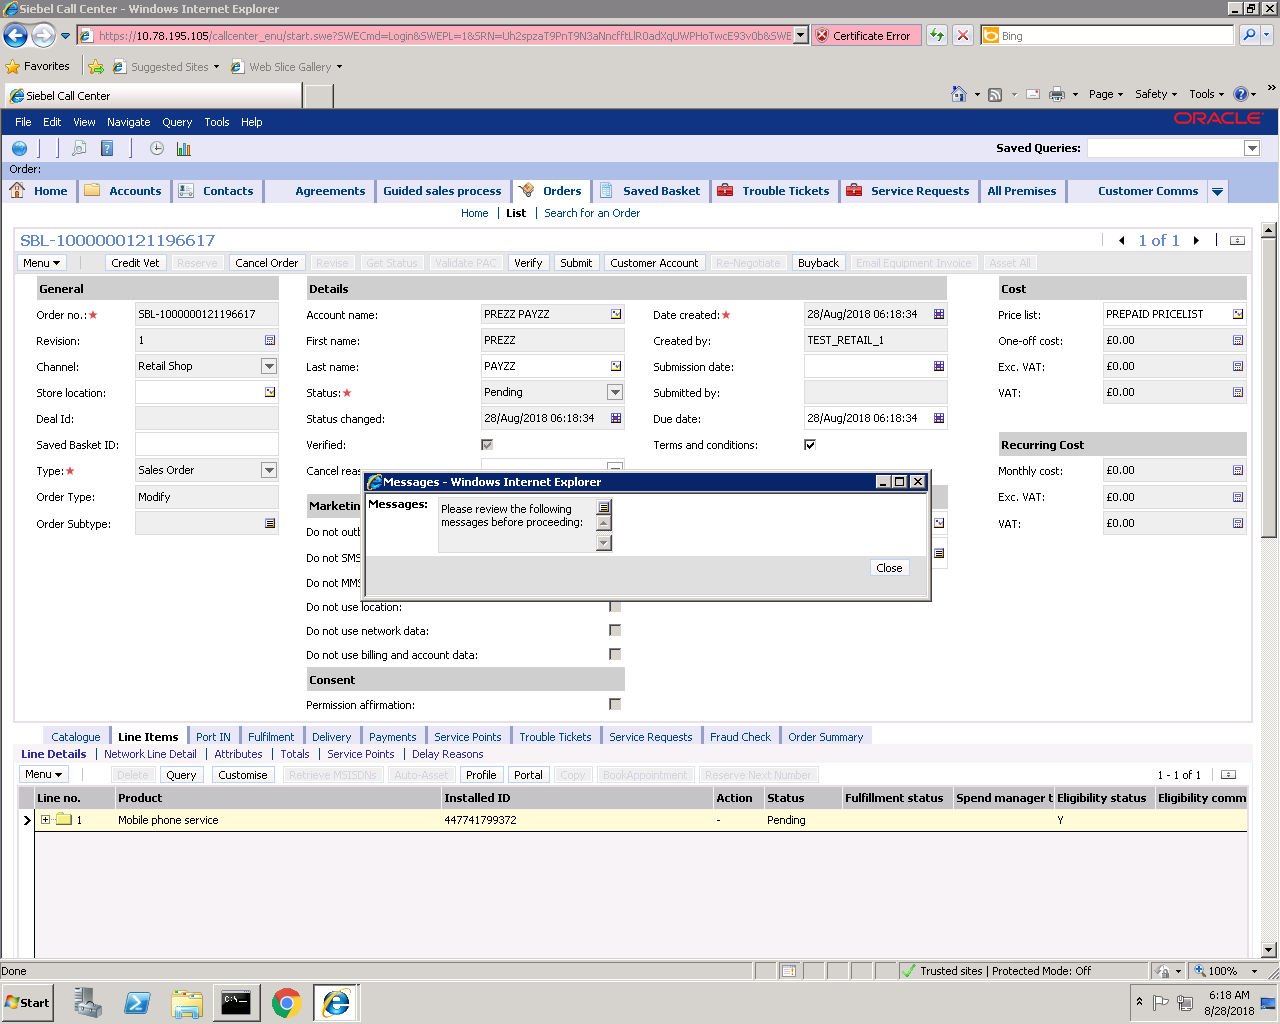 Siebel Call Center - Windows Internet Explorer
https://10.78.195.105/callcenter_enu/start.swe?SWECmd=Login&SWEPL=1&SRN=Uh2spzaT9PnT9N3aNncfftLlR0adXqUWPHoTwcE93v0b&SWE
Certificate Error
Bing
Favorites
Suggested Sites
Web Slice Gallery
Siebel Call Center
Page
Safety
Tools
File Edit View Navigate Query Tools Help
ORACLE
Saved Queries:
Order:
Home Accounts Contacts Agreements Guided sales process Orders Saved Basket Trouble Tickets Service Requests All Premises Customer Comms
Home | List | Search for an Order
SBL-1000000121196617
1 of 1
Menu Credit Vet Reserve Cancel Order Revise Get Status Validate PAC Verify Submit Customer Account Re-Negotiate Buyback Email Equipment Invoice Asset All
General
Order no.: SBL-1000000121196617
Revision: 1
Channel: Retail Shop
Store location:
Deal Id:
Saved Basket ID:
Type: Sales Order
Order Type: Modify
Order Subtype:
Details
Account name: PREZZ PAYZZ
First name: PREZZ
Last name: PAYZZ
Status: Pending
Status changed: 28/Aug/2018 06:18:34
Verified:
Cancel reas
Date created: 28/Aug/2018 06:18:34
Created by: TEST_RETAIL_1
Submission date:
Submitted by:
Due date: 28/Aug/2018 06:18:34
Terms and conditions:
Cost
Price list: PREPAID PRICELIST
One-off cost: £0.00
Exc. VAT: £0.00
VAT: £0.00
Recurring Cost
Monthly cost: £0.00
Exc. VAT: £0.00
VAT: £0.00
Marketin
Do not outb
Do not SMS
Do not MMS
Do not use location:
Do not use network data:
Do not use billing and account data:
Consent
Permission affirmation:
Messages - Windows Internet Explorer
Messages:
Please review the following
messages before proceeding:
Close
Catalogue Line Items Port IN Fulfilment Delivery Payments Service Points Trouble Tickets Service Requests Fraud Check Order Summary
Line Details | Network Line Detail | Attributes | Totals | Service Points | Delay Reasons
Menu Delete Query Customise Retrieve MSISDNs Auto-Asset Profile Portal Copy BookAppointment Reserve Next Number
1 - 1 of 1
Line no. Product Installed ID Action Status Fulfillment status Spend manager t Eligibility status Eligibility comm
1 Mobile phone service 447741799372 - Pending Y
Done
Trusted sites | Protected Mode: Off
100%
Start
6:18 AM
8/28/2018